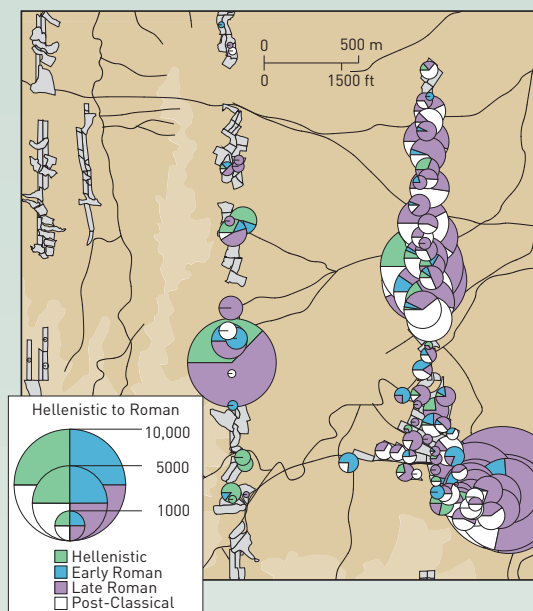 0 500 m
0 1500 ft
Hellenistic to Roman
10,000
5000
1000
Hellenistic
Early Roman
Late Roman
Post-Classical